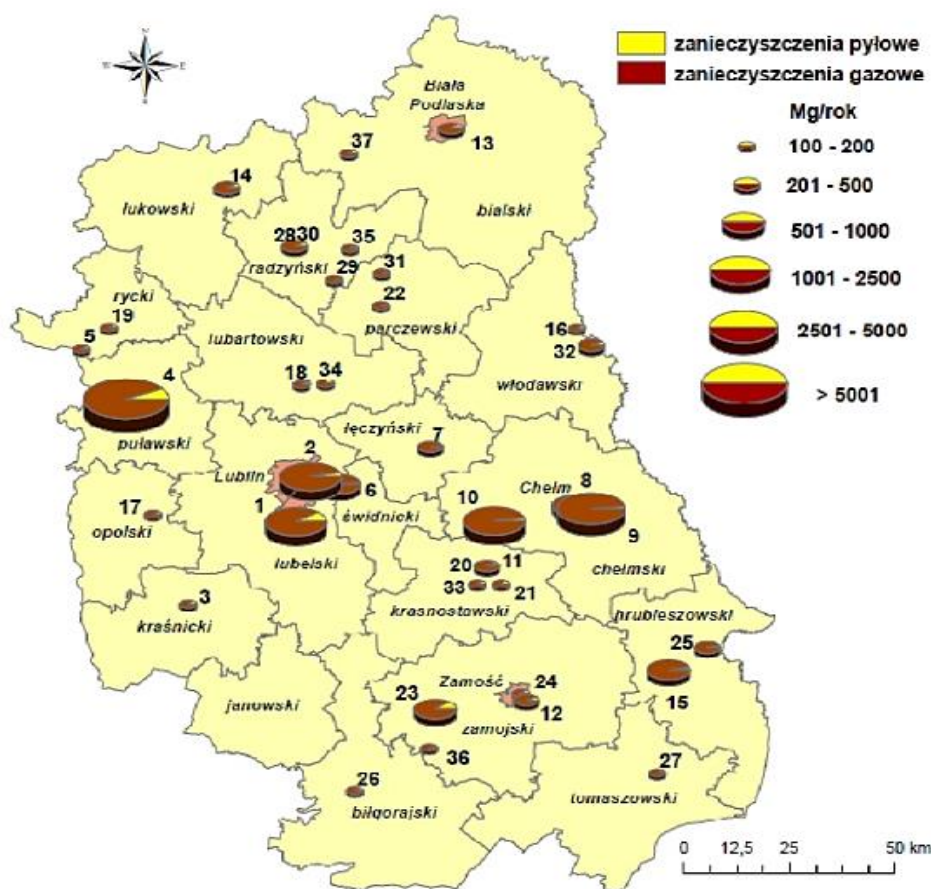 N
W E
S
zanieczyszczenia pyłowe
zanieczyszczenia gazowe
Mg/rok
100 - 200
201 - 500
501 - 1000
1001 - 2500
2501 - 5000
> 5001
Biała
Podlaska
13
37
14
łukowski
bialski
28 30
35
radzyński
29
31
22
parczewski
rycki
19
5
lubartowski
18
34
16
32
włodawski
4
puławski
łęczyński
7
2
Lublin
6
1
świdnicki
lubelski
10
Chełm
8
9
chełmski
17
opolski
20
11
33
21
krasnostawski
3
kraśnicki
hrubieszowski
25
15
janowski
Zamość
24
23
12
zamojski
36
26
biłgorajski
27
tomaszowski
0 12,5 25 50 km